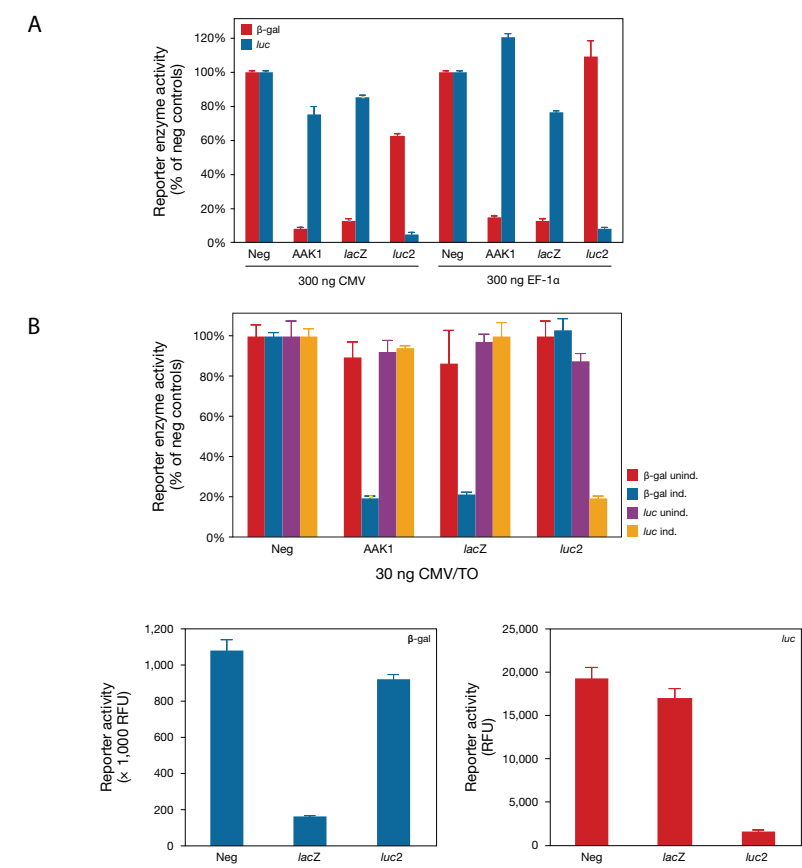 A
Reporter enzyme activity
(% of neg controls)
β-gal
luc
120%
100%
80%
60%
40%
20%
0%
Neg AAK1 lacZ luc2 Neg AAK1 lacZ luc2
300 ng CMV 300 ng EF-1α
B
Reporter enzyme activity
(% of neg controls)
100%
80%
60%
40%
20%
0%
β-gal unind.
β-gal ind.
luc unind.
luc ind.
Neg AAK1 lacZ luc2
30 ng CMV/TO
Reporter activity
(× 1,000 RFU)
1,200
1,000
800
600
400
200
0
β-gal
Neg lacZ luc2
Reporter activity
(RFU)
25,000
20,000
15,000
10,000
5,000
0
luc
Neg lacZ luc2